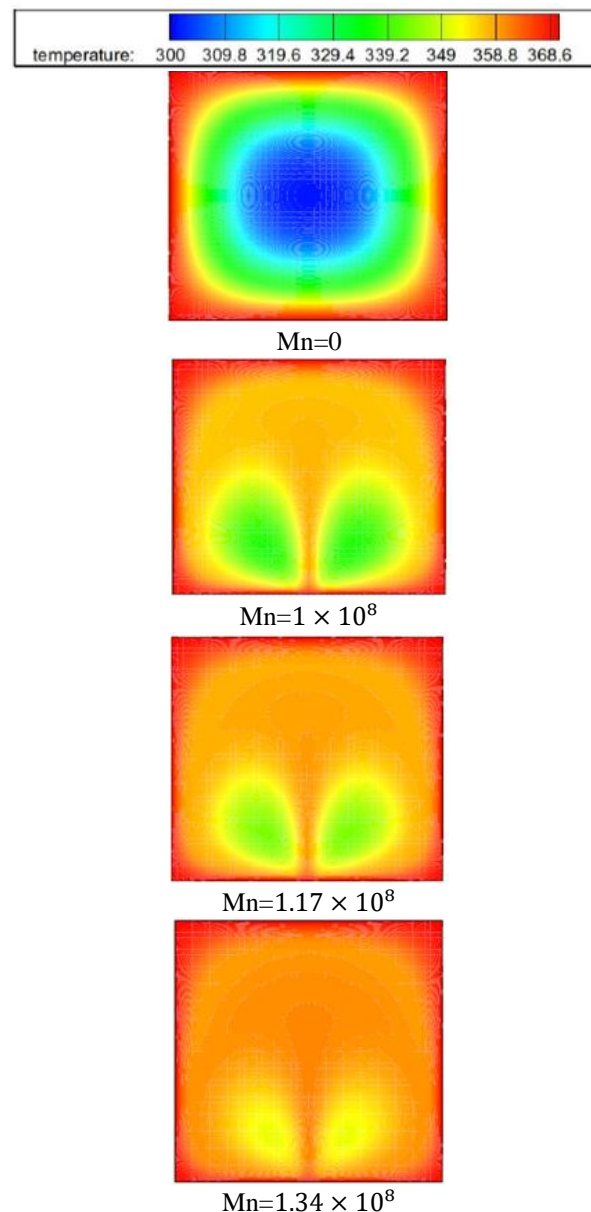 temperature: 300 309.8 319.6 329.4 339.2 349 358.8 368.6
Mn=0
Mn=1 × 10⁸
Mn=1.17 × 10⁸
Mn=1.34 × 10⁸